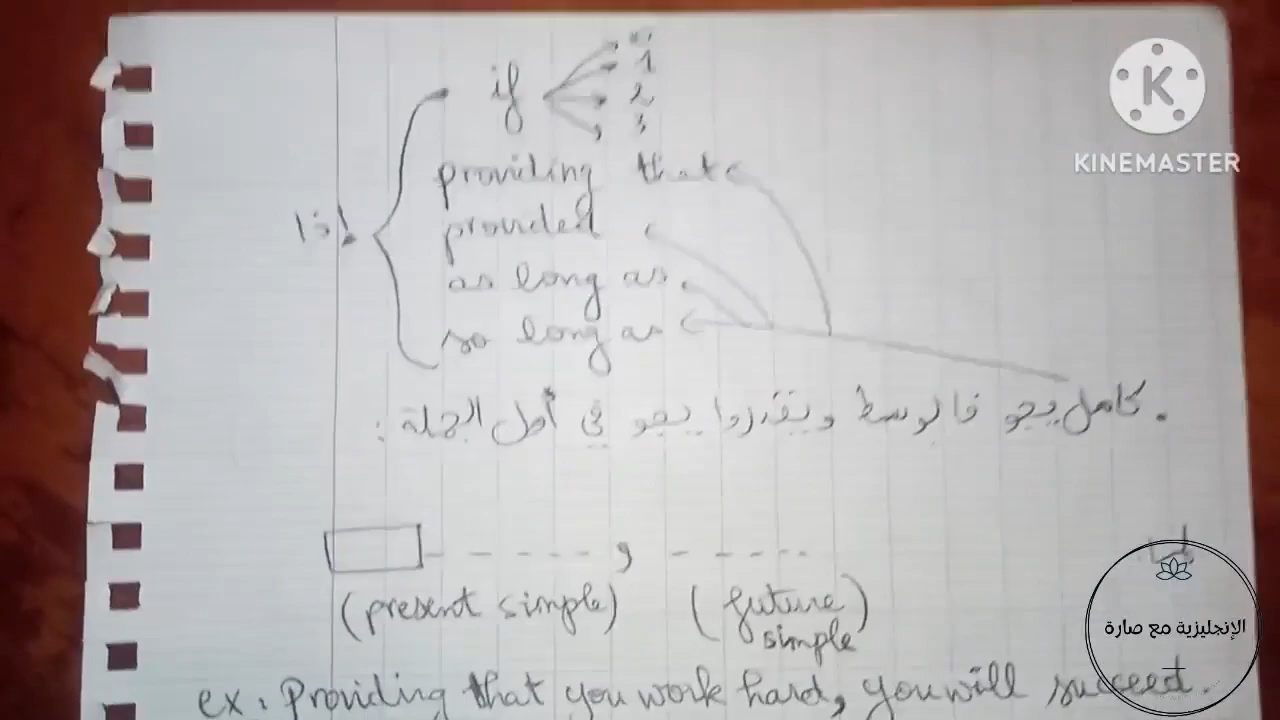 if 0
1
2
3
providing that
إذا
provided
as long as
so long as
. كامل يجو فالوسط ويقدروا يجو في أول الجملة :
- - - - - , - - - -
(present simple) (future simple)
ex: Providing that you work hard, you will succeed.
KINEMASTER
الإنجليزية مع صارة